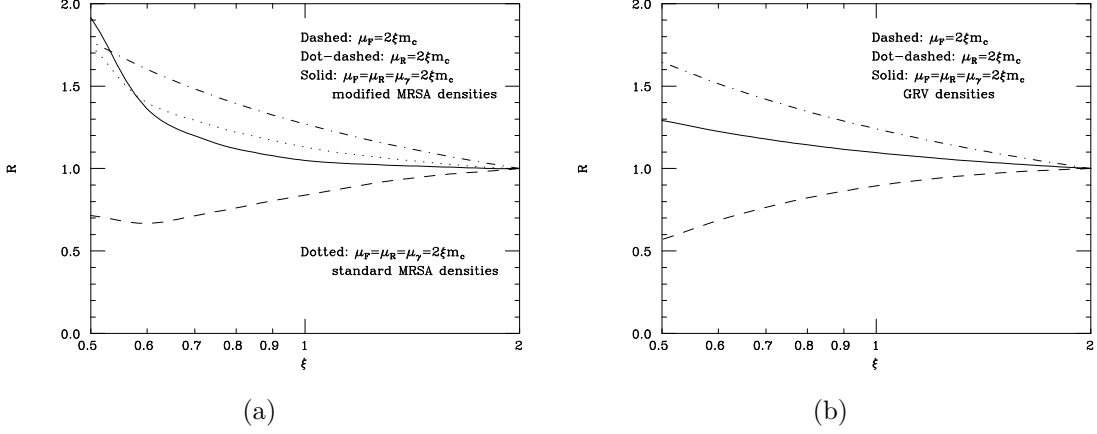 2.0
1.5
1.0
0.5
0.0
R
Dashed: μF=2ξmc
Dot-dashed: μR=2ξmc
Solid: μF=μR=μγ=2ξmc
modified MRSA densities
Dotted: μF=μR=μγ=2ξmc
standard MRSA densities
0.5 0.6 0.7 0.8 0.9 1 2
ξ
(a)
2.0
1.5
1.0
0.5
0.0
R
Dashed: μF=2ξmc
Dot-dashed: μR=2ξmc
Solid: μF=μR=μγ=2ξmc
GRV densities
0.5 0.6 0.7 0.8 0.9 1 2
ξ
(b)